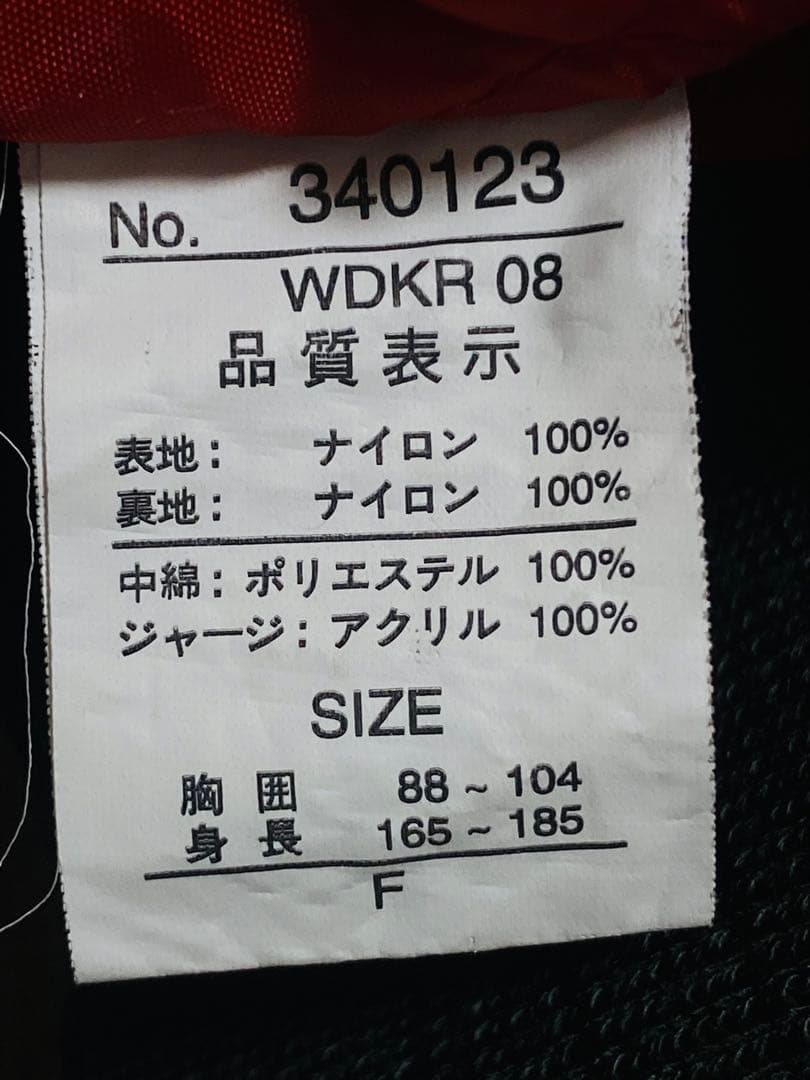 No. 340123
WDKR 08
品質表示
表地: ナイロン 100%
裏地: ナイロン 100%
中綿: ポリエステル 100%
ジャージ: アクリル 100%
SIZE
胸囲 88~104
身長 165~185
F